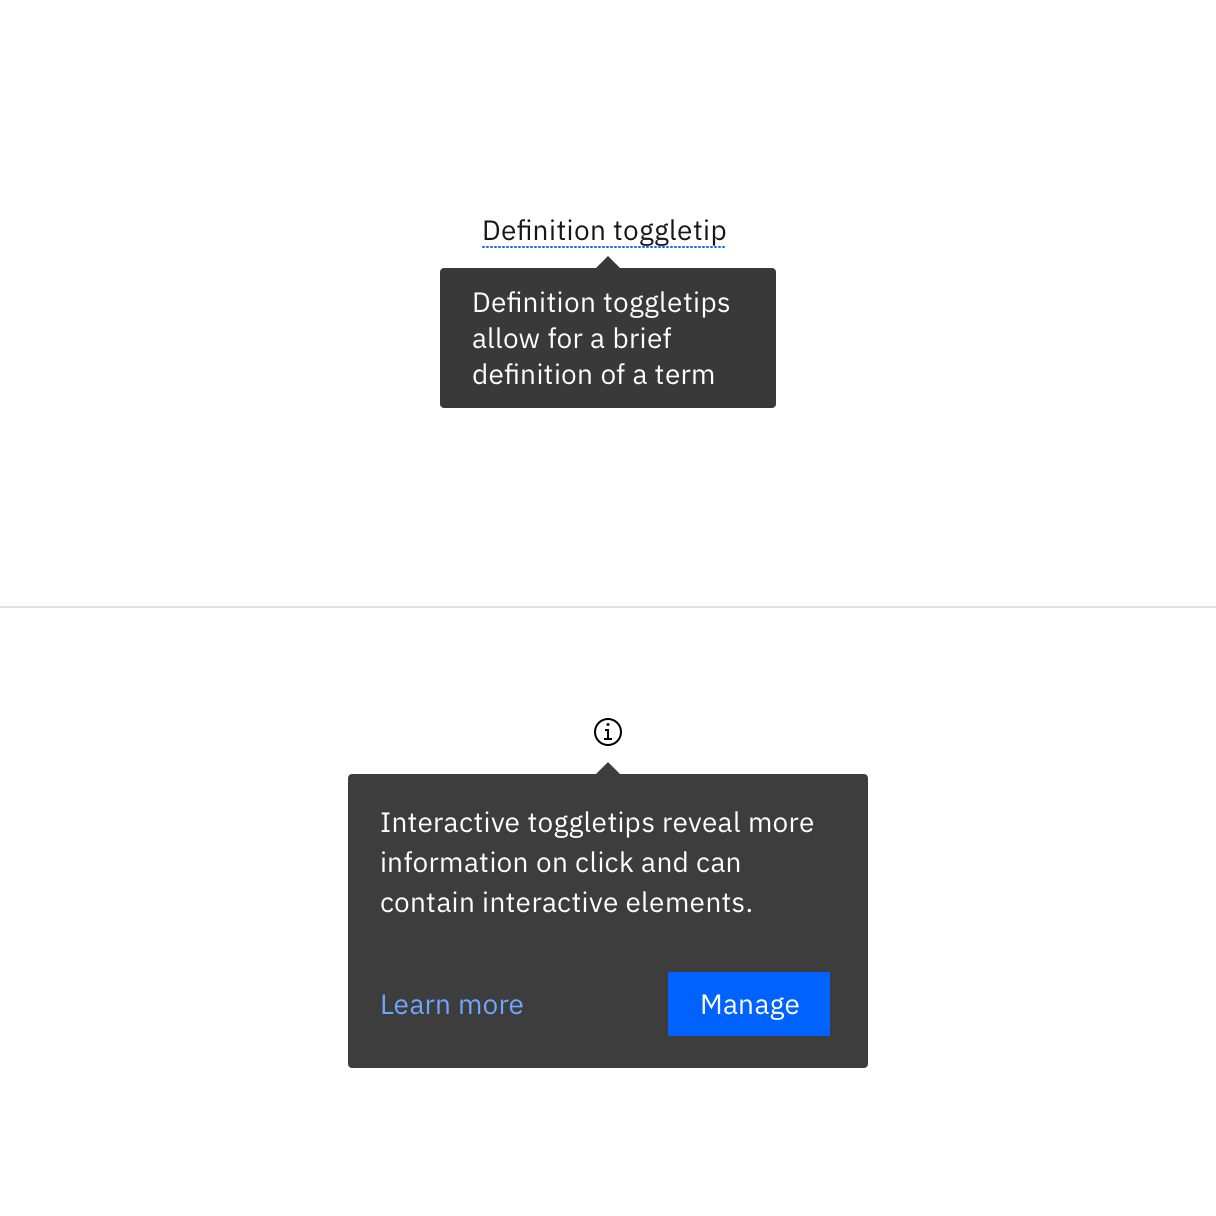 Definition toggletip
Definition toggletips
allow for a brief
definition of a term
Interactive toggletips reveal more
information on click and can
contain interactive elements.
Learn more
Manage